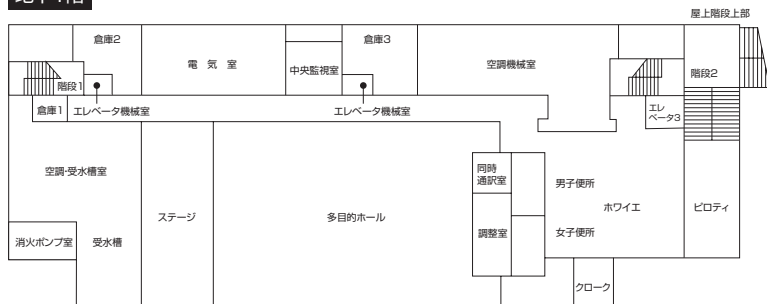 屋上階段上部
倉庫2
電 気 室
中央監視室
倉庫3
空調機械室
階段1
階段2
倉庫1
エレベータ機械室
エレベータ機械室
エレ
ベータ3
空調・受水槽室
同時
通訳室
男子便所
ステージ
多目的ホール
ホワイエ
ピロティ
消火ポンプ室
受水槽
調整室
女子便所
クローク